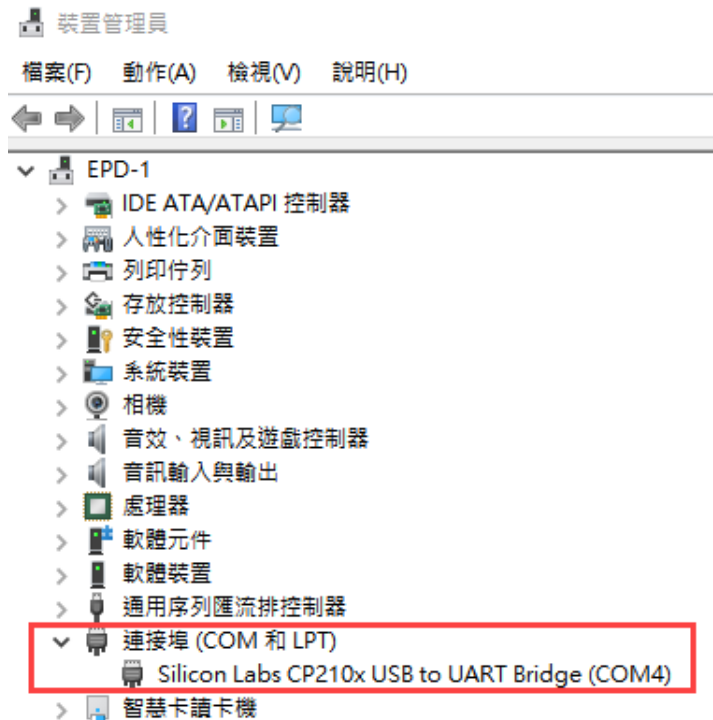 裝置管理員
檔案(F) 動作(A) 檢視(V) 說明(H)
EPD-1
IDE ATA/ATAPI 控制器
人性化介面裝置
列印佇列
存放控制器
安全性裝置
系統裝置
相機
音效、視訊及遊戲控制器
音訊輸入與輸出
處理器
軟體元件
軟體裝置
通用序列匯流排控制器
連接埠 (COM 和 LPT)
Silicon Labs CP210x USB to UART Bridge (COM4)
智慧卡讀卡機